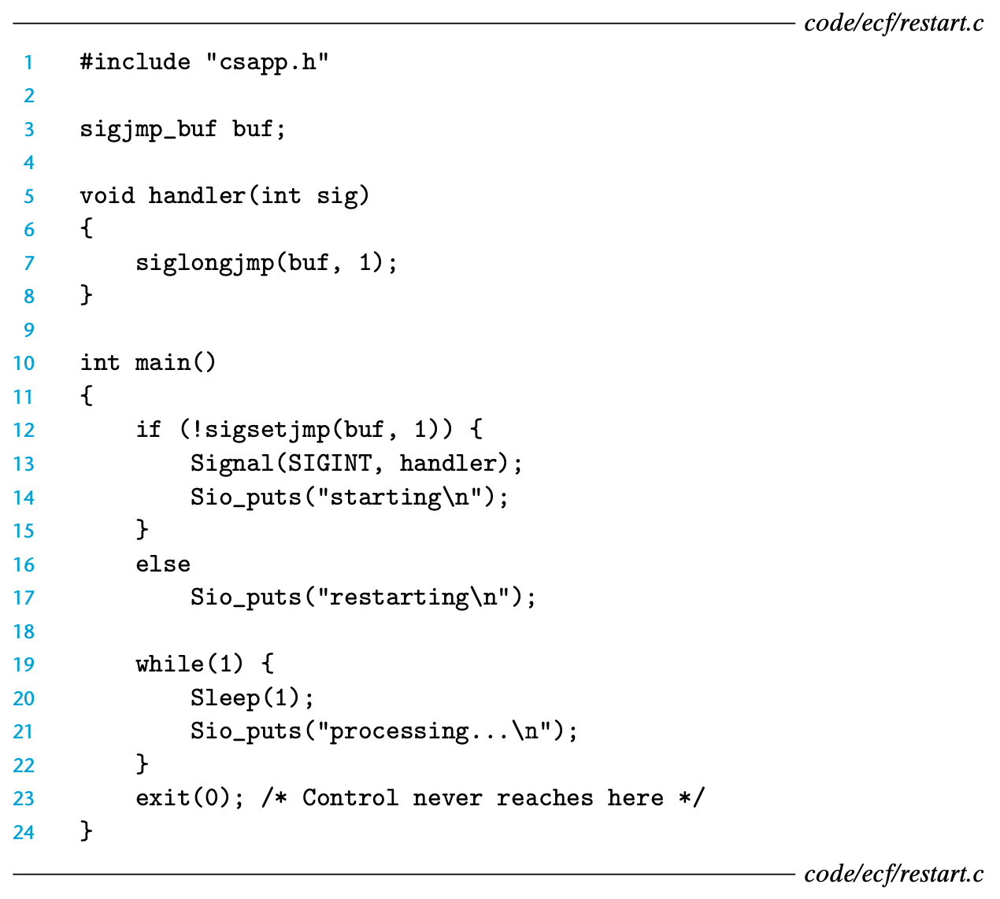 code/ecf/restart.c
1 #include "csapp.h"
2
3 sigjmp_buf buf;
4
5 void handler(int sig)
6 {
7 siglongjmp(buf, 1);
8 }
9
10 int main()
11 {
12 if (!sigsetjmp(buf, 1)) {
13 Signal(SIGINT, handler);
14 Sio_puts("starting\n");
15 }
16 else
17 Sio_puts("restarting\n");
18
19 while(1) {
20 Sleep(1);
21 Sio_puts("processing...\n");
22 }
23 exit(0); /* Control never reaches here */
24 }
code/ecf/restart.c